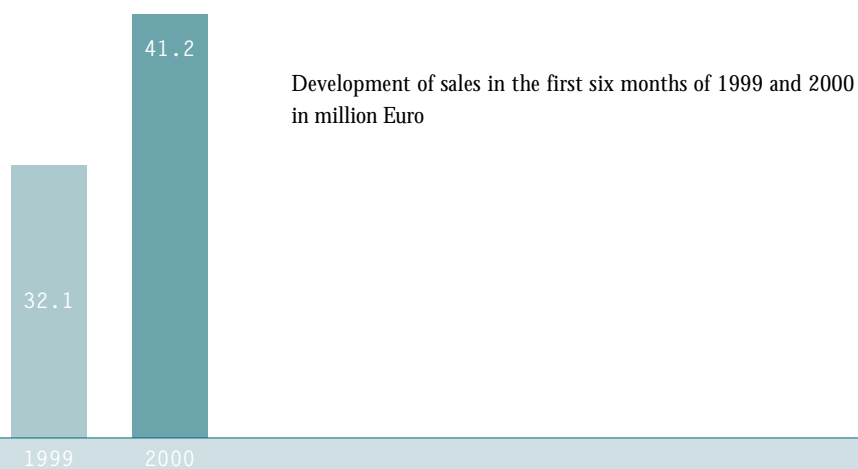 41.2
Development of sales in the first six months of 1999 and 2000
in million Euro
32.1
1999 2000